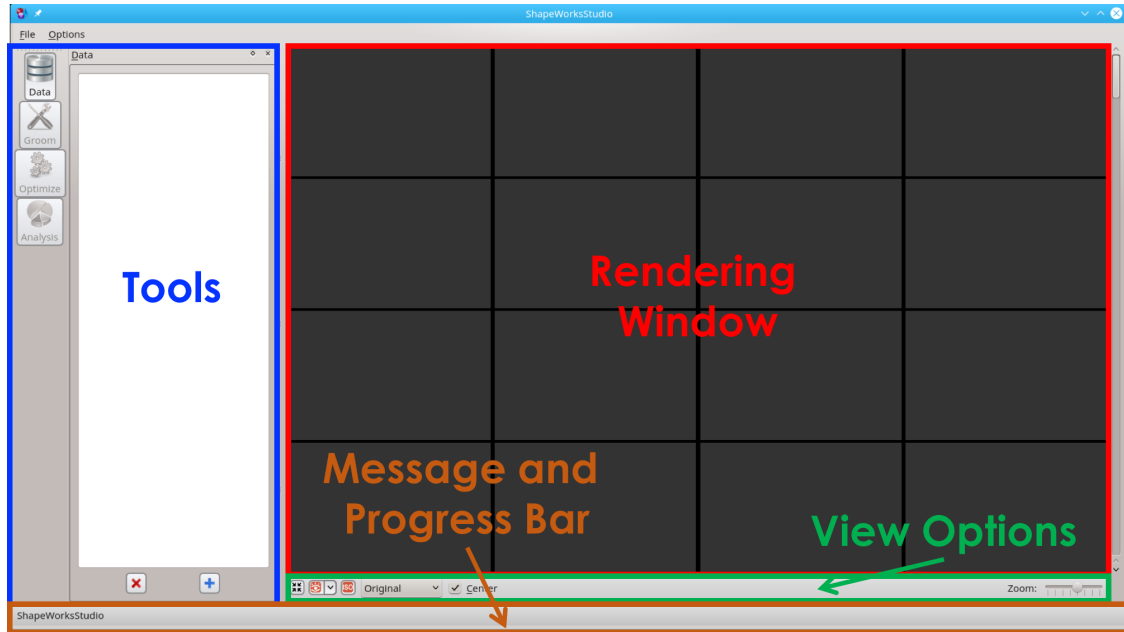 ShapeWorksStudio
File Options
Data
Data
Groom
Optimize
Analysis
Tools
Rendering
Window
Message and
Progress Bar
View Options
ISO Original Center Zoom:
ShapeWorksStudio